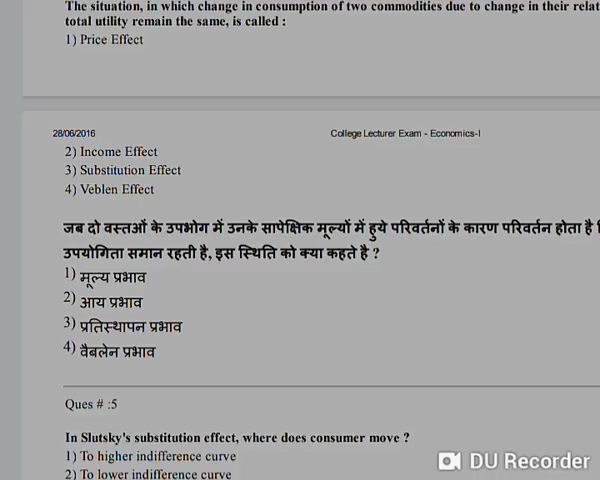 The situation, in which change in consumption of two commodities due to change in their
total utility remain the same, is called :
1) Price Effect
28/06/2016
College Lecturer Exam - Economics-I
2) Income Effect
3) Substitution Effect
4) Veblen Effect
जब दो वस्तओं के उपभोग में उनके सापेक्षिक मूल्यों में हुये परिवर्तनों के कारण परिवर्तन होता है
उपयोगिता समान रहती है, इस स्थिति को क्या कहते है ?
1) मूल्य प्रभाव
2) आय प्रभाव
3) प्रतिस्थापन प्रभाव
4) वैबलेन प्रभाव
Ques # :5
In Slutsky's substitution effect, where does consumer move ?
1) To higher indifference curve
2) To lower indifference curve
DU Recorder